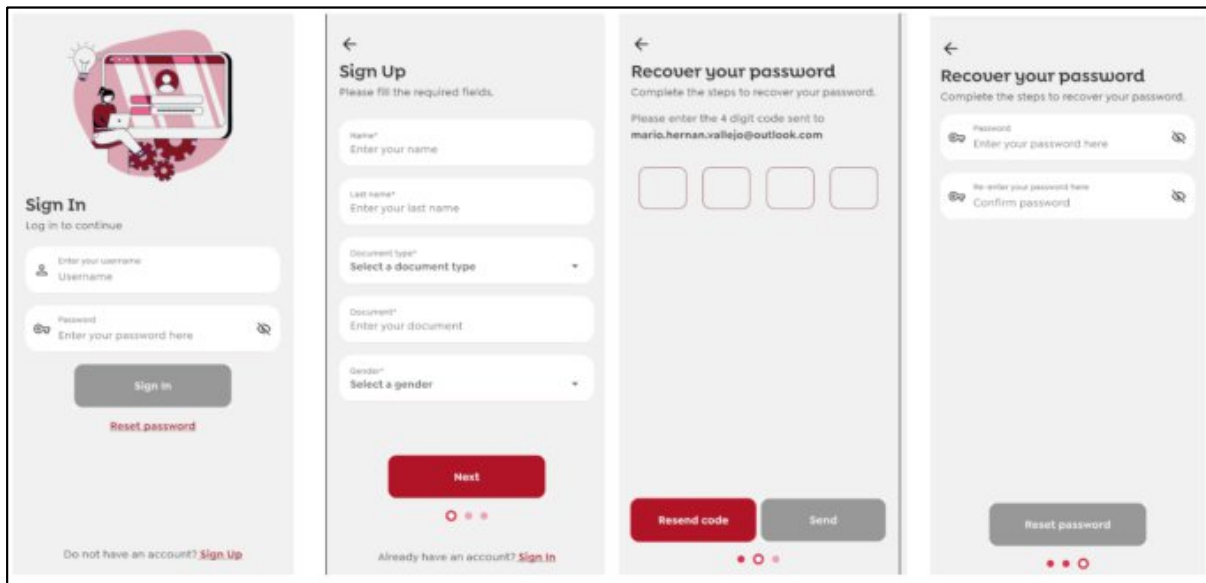 Sign In
Log in to continue
Enter your username
Username
Password
Enter your password here
Sign In
Reset password
Do not have an account? Sign Up
Sign Up
Please fill the required fields.
Name*
Enter your name
Last name*
Enter your last name
Document type*
Select a document type
Document*
Enter your document
Gender*
Select a gender
Next
Already have an account? Sign In
Recover your password
Complete the steps to recover your password.
Please enter the 4 digit code sent to
mario.hernan.vallejo@outlook.com
Resend code
Send
Recover your password
Complete the steps to recover your password.
Password
Enter your password here
Re-enter your password here
Confirm password
Reset password